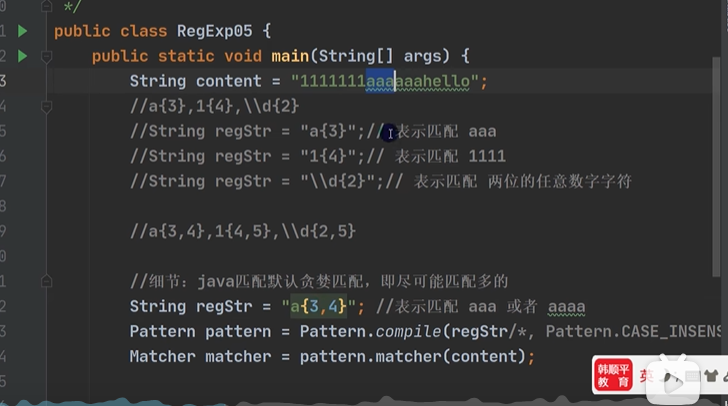 */
public class RegExp05 {
public static void main(String[] args) {
String content = "1111111aaaaaahello";
//a{3},1{4},\\d{2}
//String regStr = "a{3}";// 表示匹配 aaa
//String regStr = "1{4}";// 表示匹配 1111
//String regStr = "\\d{2}";// 表示匹配 两位的任意数字字符
//a{3,4},1{4,5},\\d{2,5}
//细节：java匹配默认贪婪匹配，即尽可能匹配多的
String regStr = "a{3,4}"; //表示匹配 aaa 或者 aaaa
Pattern pattern = Pattern.compile(regStr/*, Pattern.CASE_INSENS
Matcher matcher = pattern.matcher(content);
韩顺平
教育
英